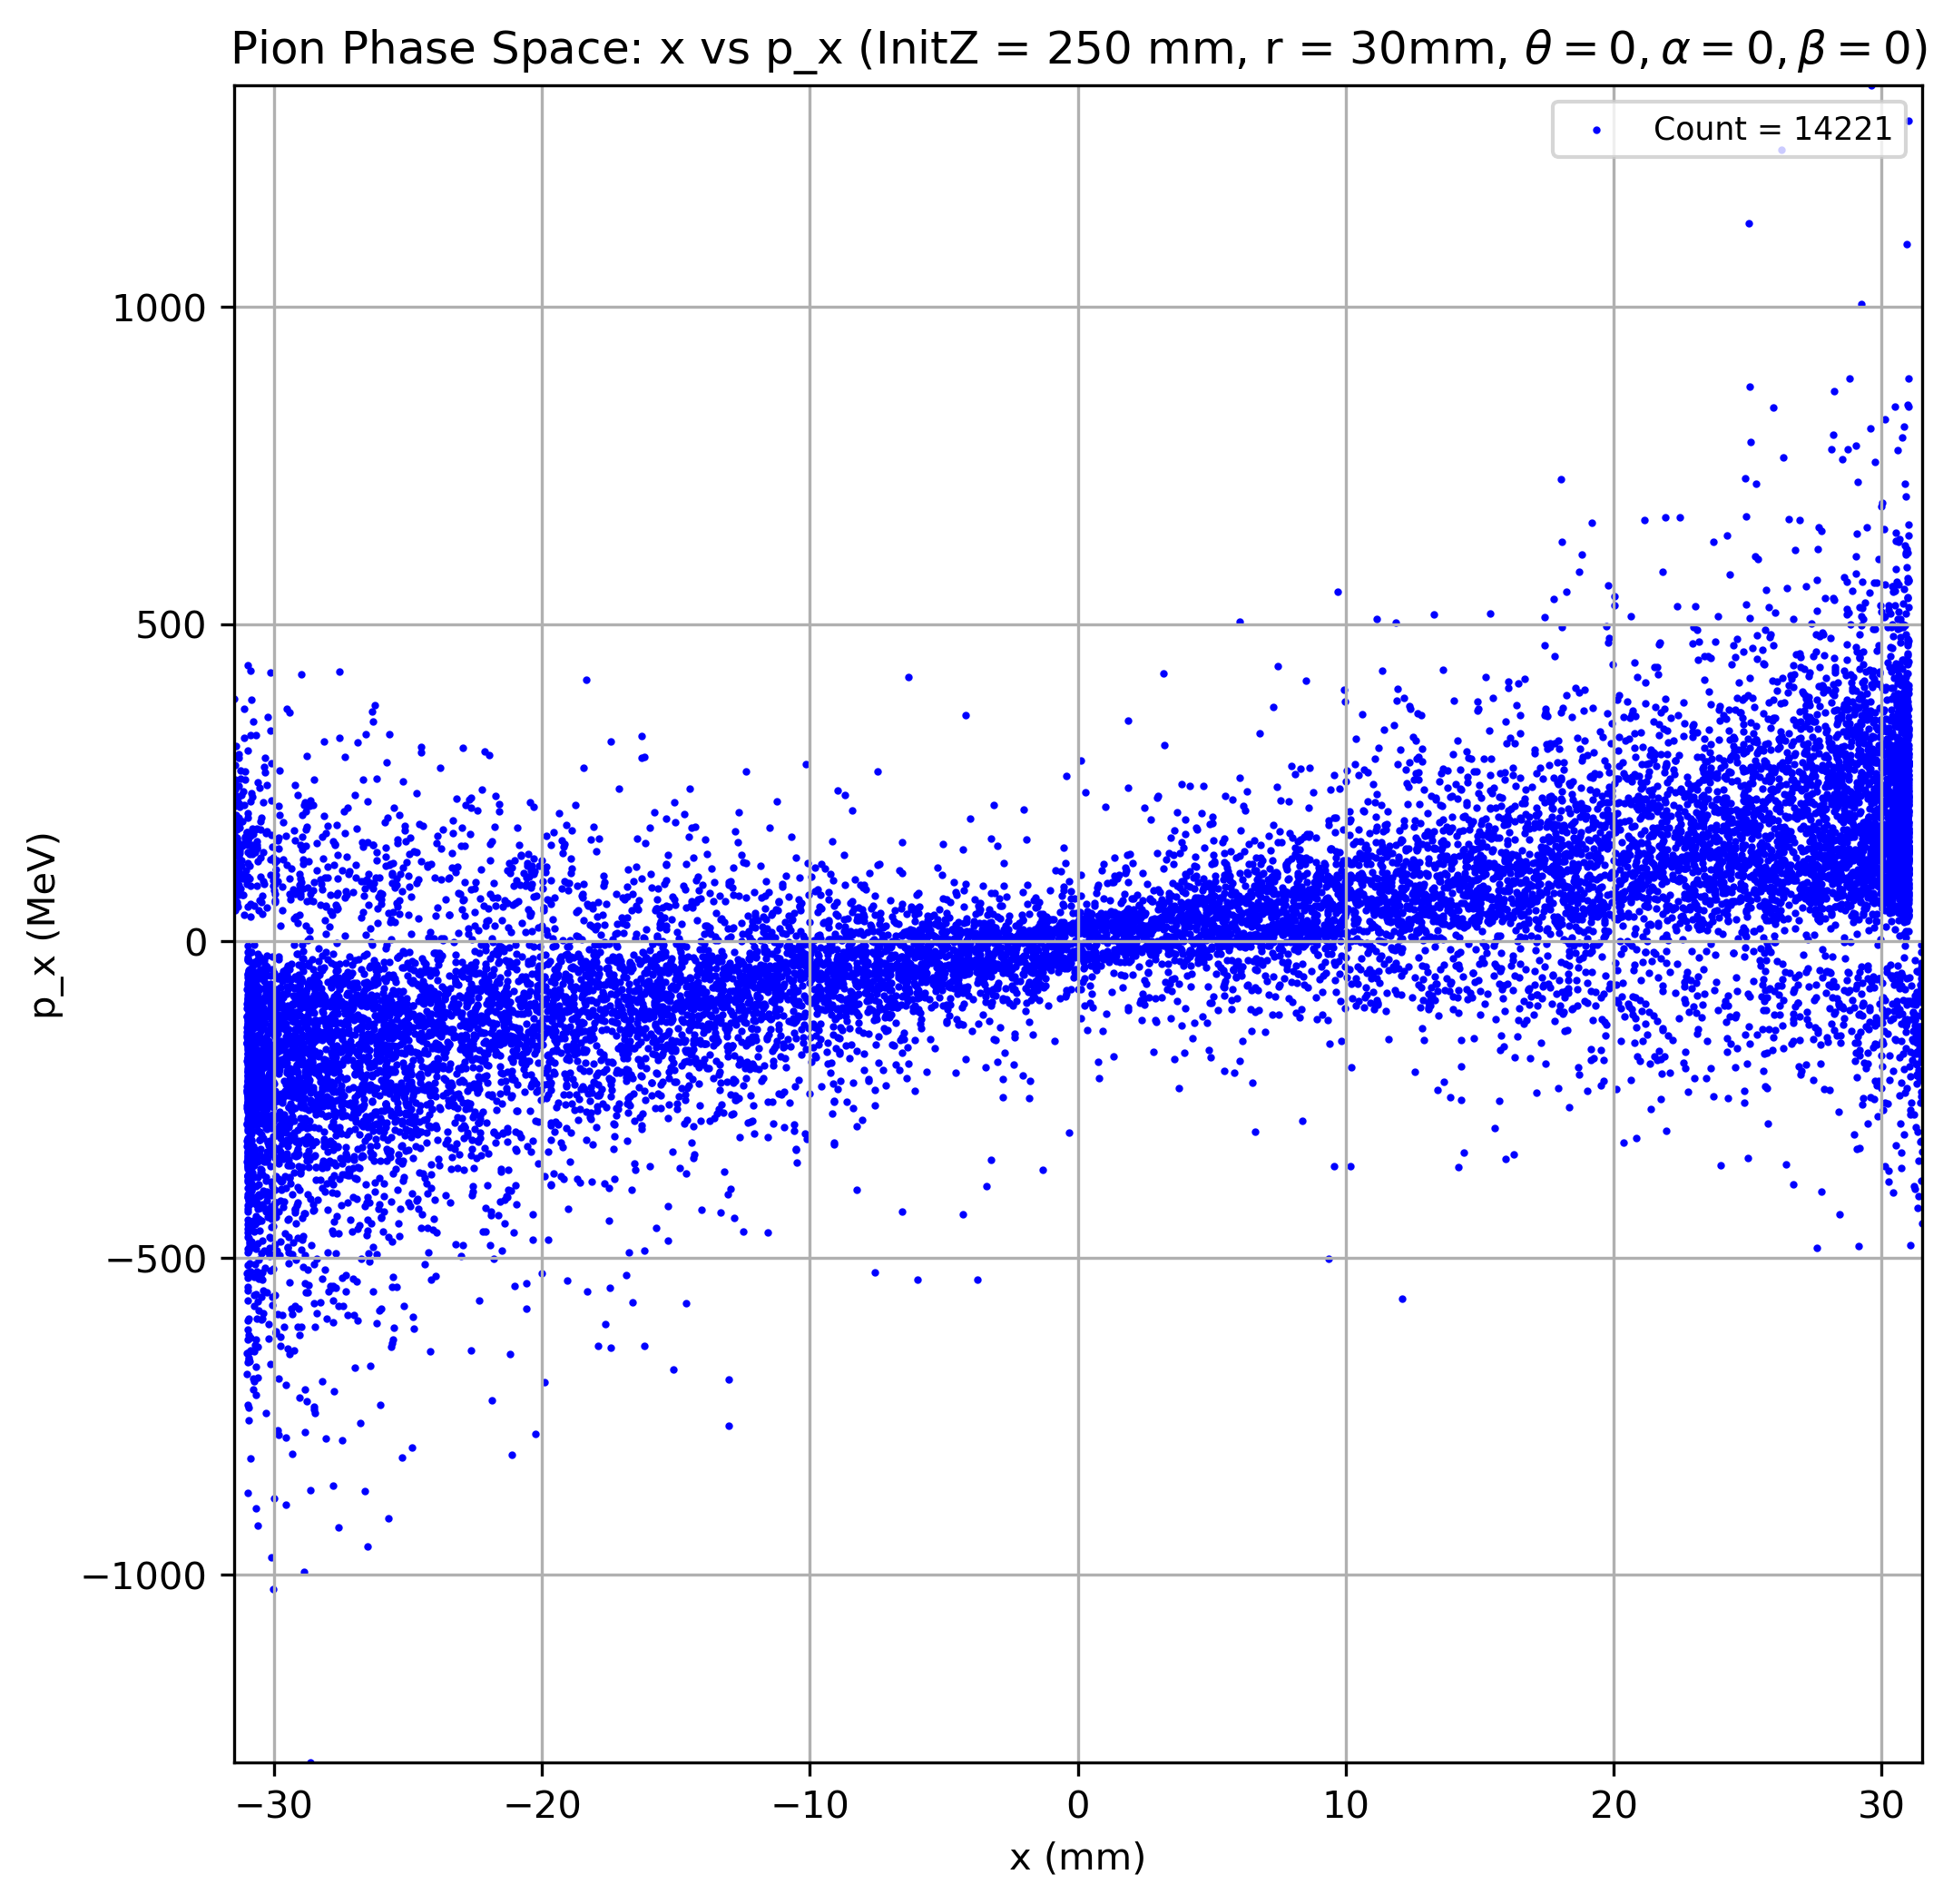 Pion Phase Space: x vs p_x (InitZ = 250 mm, r = 30mm, θ = 0, α = 0, β = 0)
Count = 14221
1000
500
0
−500
−1000
p_x (MeV)
−30 −20 −10 0 10 20 30
x (mm)